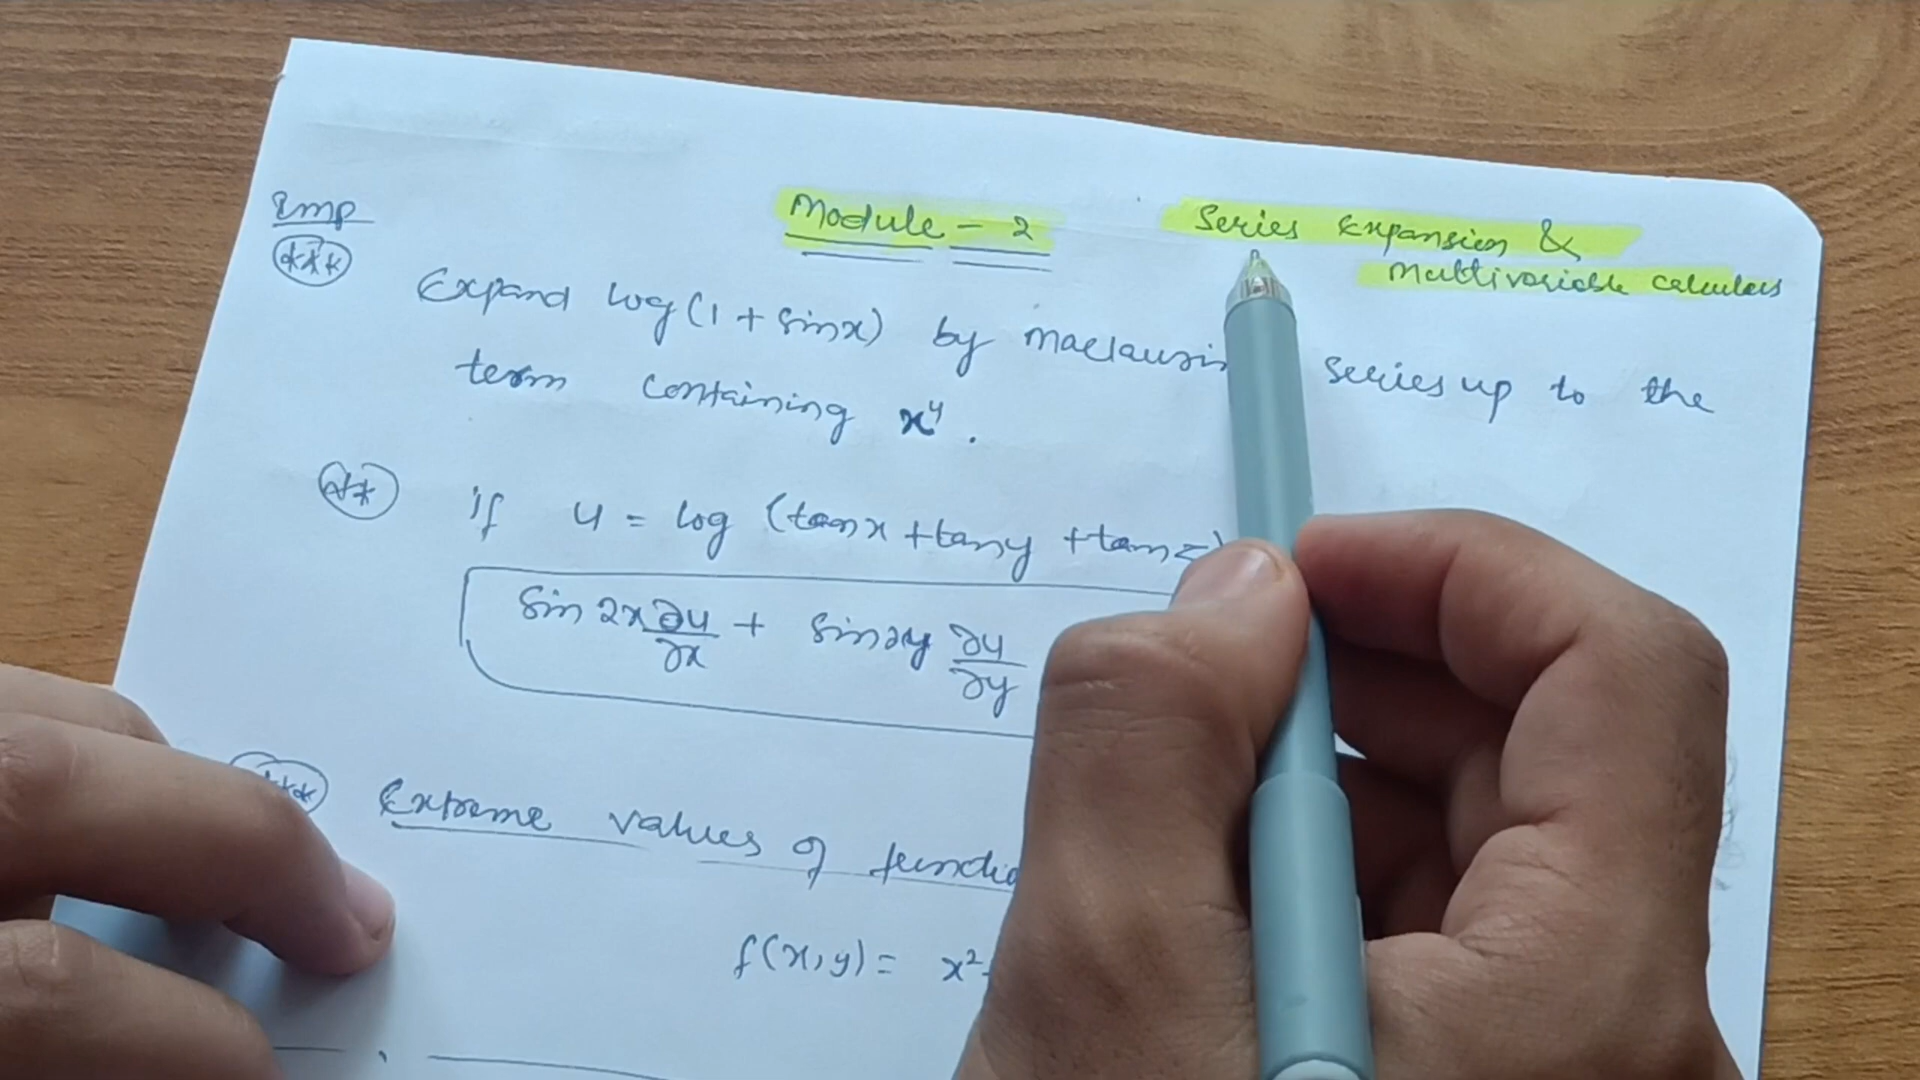 Imp
Module - 2
Series Expansion &
Multivariable calculus
***
Expand log(1 + sinx) by maclaurin series up to the
term containing x⁴.
** if u = log (tanx + tany + tanz)
sin 2x ∂u/∂x + sin2y ∂u/∂y
*** Extreme values of
f(x,y) = x²